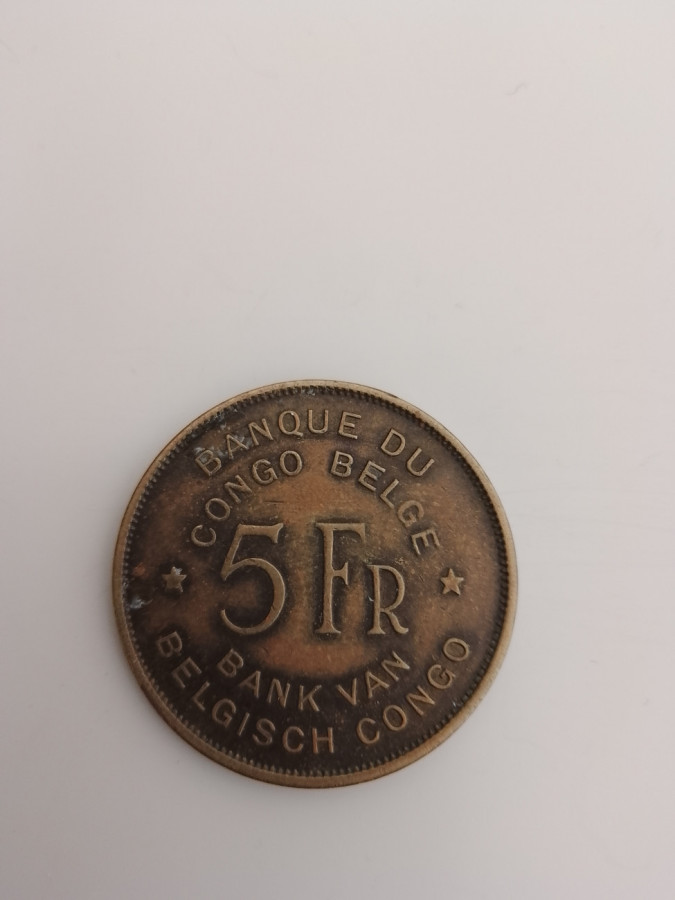 BANQUE DU
CONGO BELGE
5 FR
BANK VAN
BELGISCH CONGO